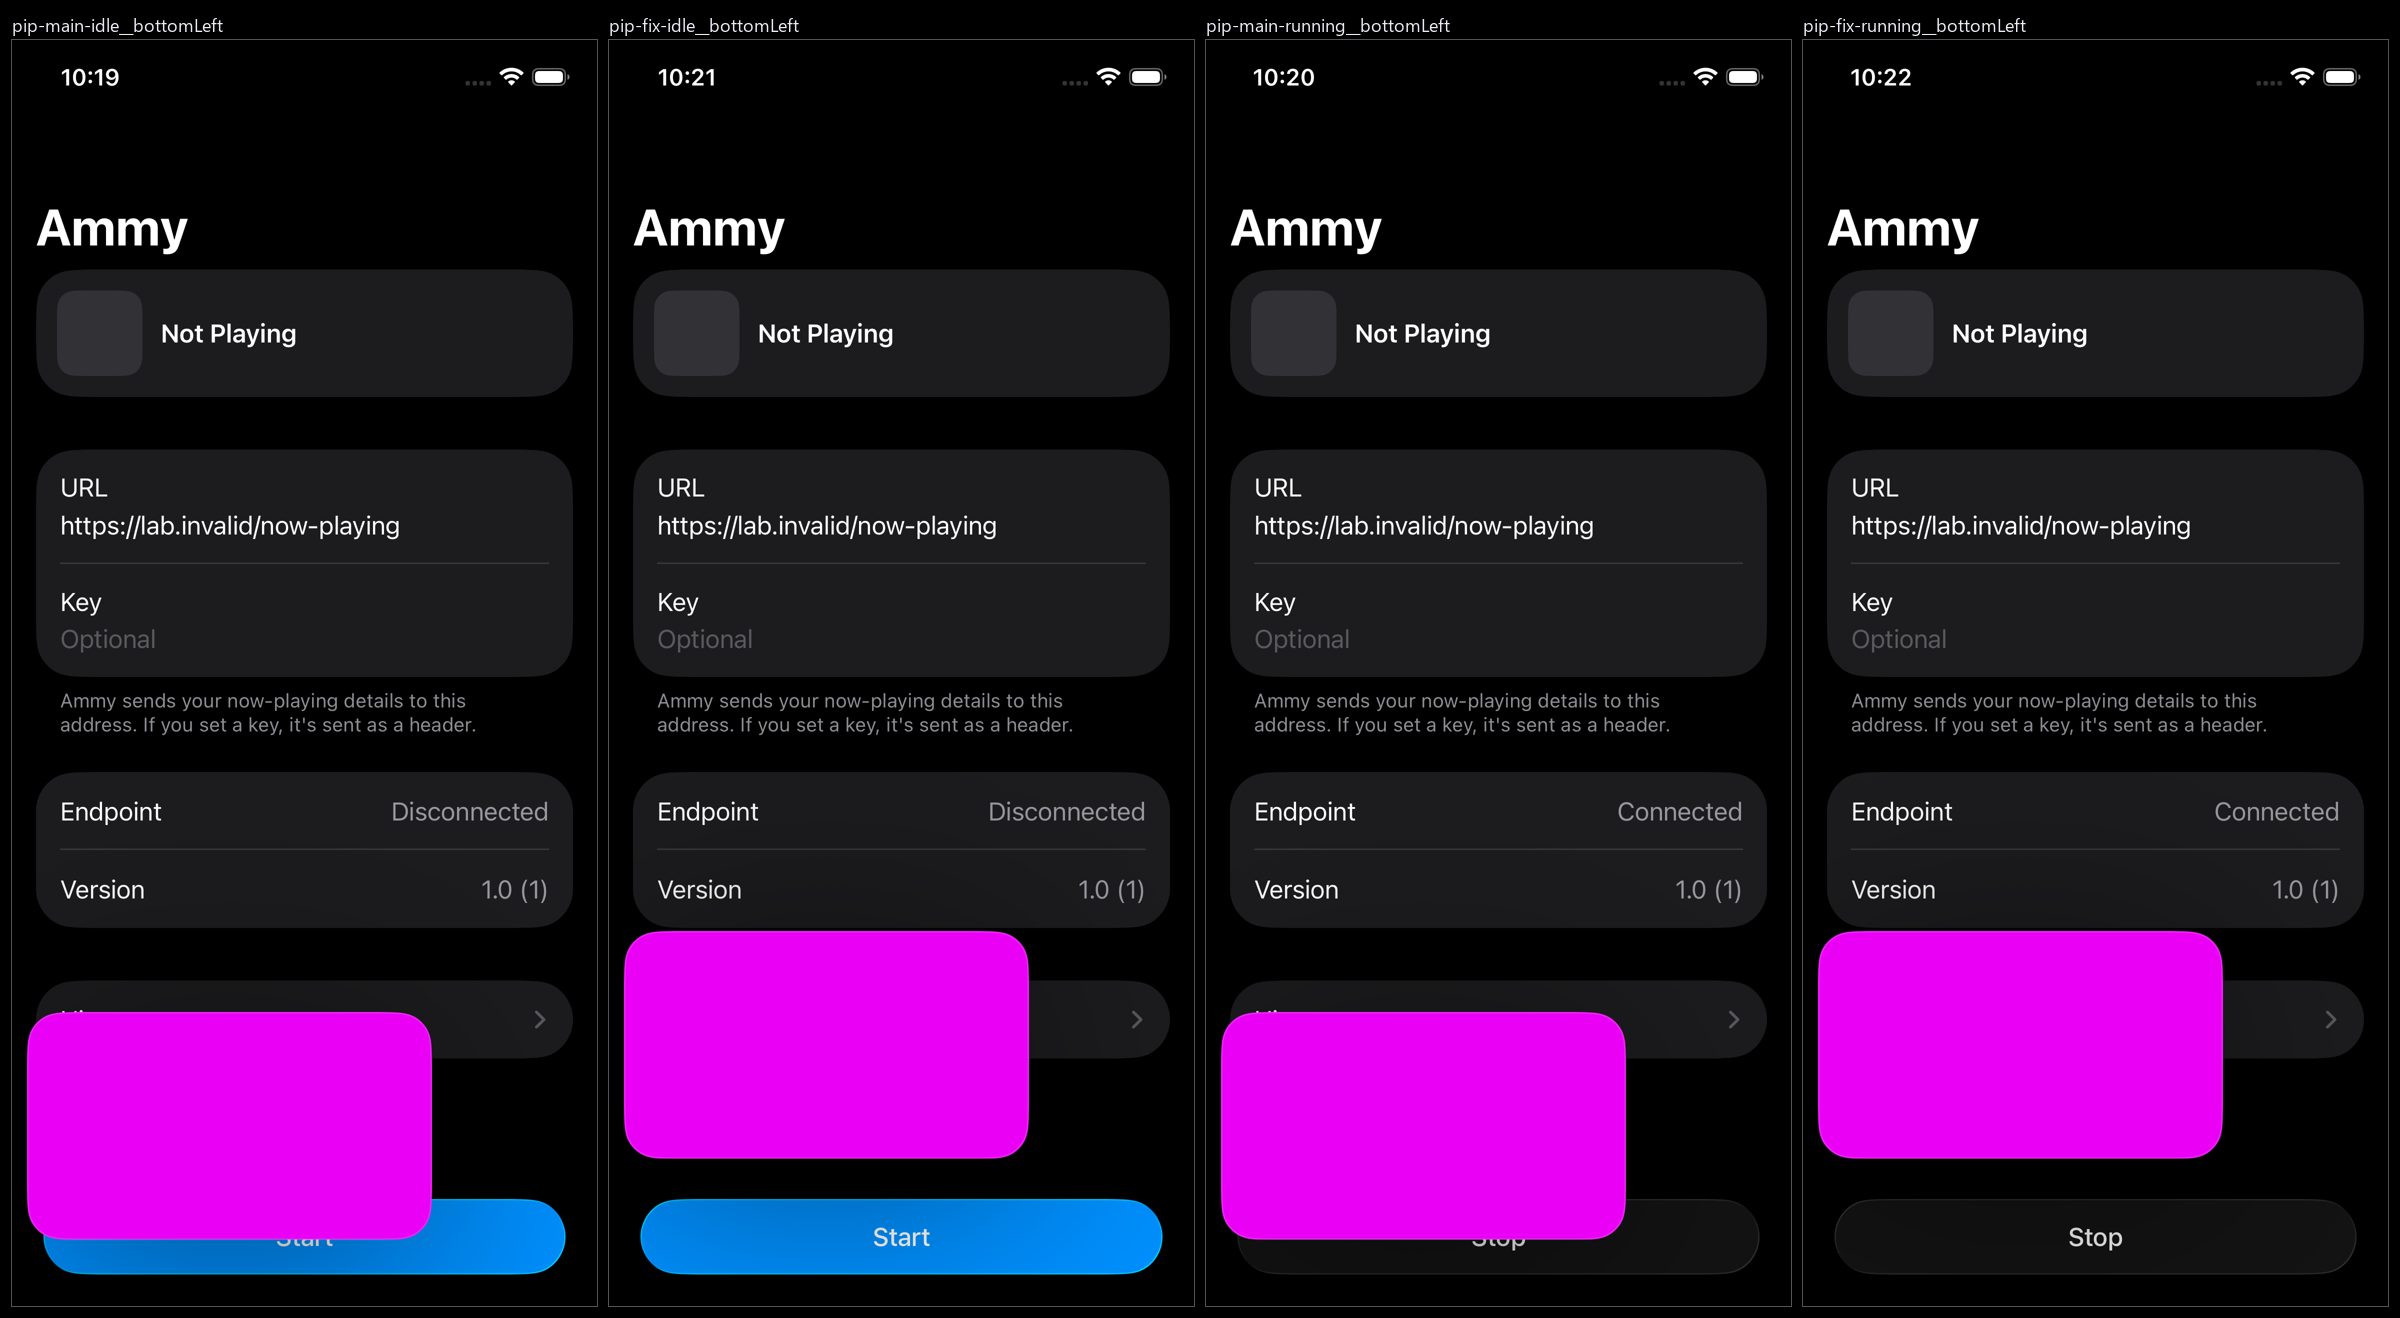 pip-main-idle__bottomLeft
10:19
Ammy
Not Playing
URL
https://lab.invalid/now-playing
Key
Optional
Ammy sends your now-playing details to this
address. If you set a key, it's sent as a header.
Endpoint Disconnected
Version 1.0 (1)
pip-fix-idle__bottomLeft
10:21
Ammy
Not Playing
URL
https://lab.invalid/now-playing
Key
Optional
Ammy sends your now-playing details to this
address. If you set a key, it's sent as a header.
Endpoint Disconnected
Version 1.0 (1)
Start
pip-main-running__bottomLeft
10:20
Ammy
Not Playing
URL
https://lab.invalid/now-playing
Key
Optional
Ammy sends your now-playing details to this
address. If you set a key, it's sent as a header.
Endpoint Connected
Version 1.0 (1)
pip-fix-running__bottomLeft
10:22
Ammy
Not Playing
URL
https://lab.invalid/now-playing
Key
Optional
Ammy sends your now-playing details to this
address. If you set a key, it's sent as a header.
Endpoint Connected
Version 1.0 (1)
Stop